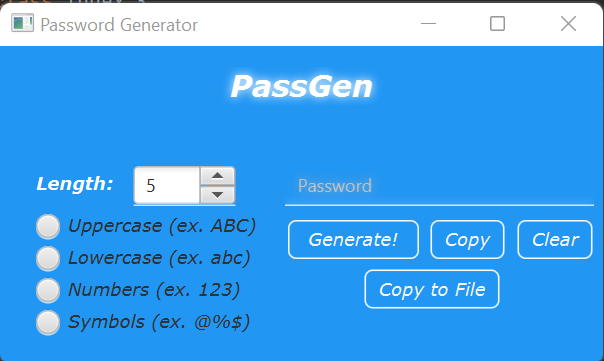 Password Generator
PassGen
Length: 5
Password
Uppercase (ex. ABC)
Generate! Copy Clear
Lowercase (ex. abc)
Numbers (ex. 123)
Copy to File
Symbols (ex. @%$)